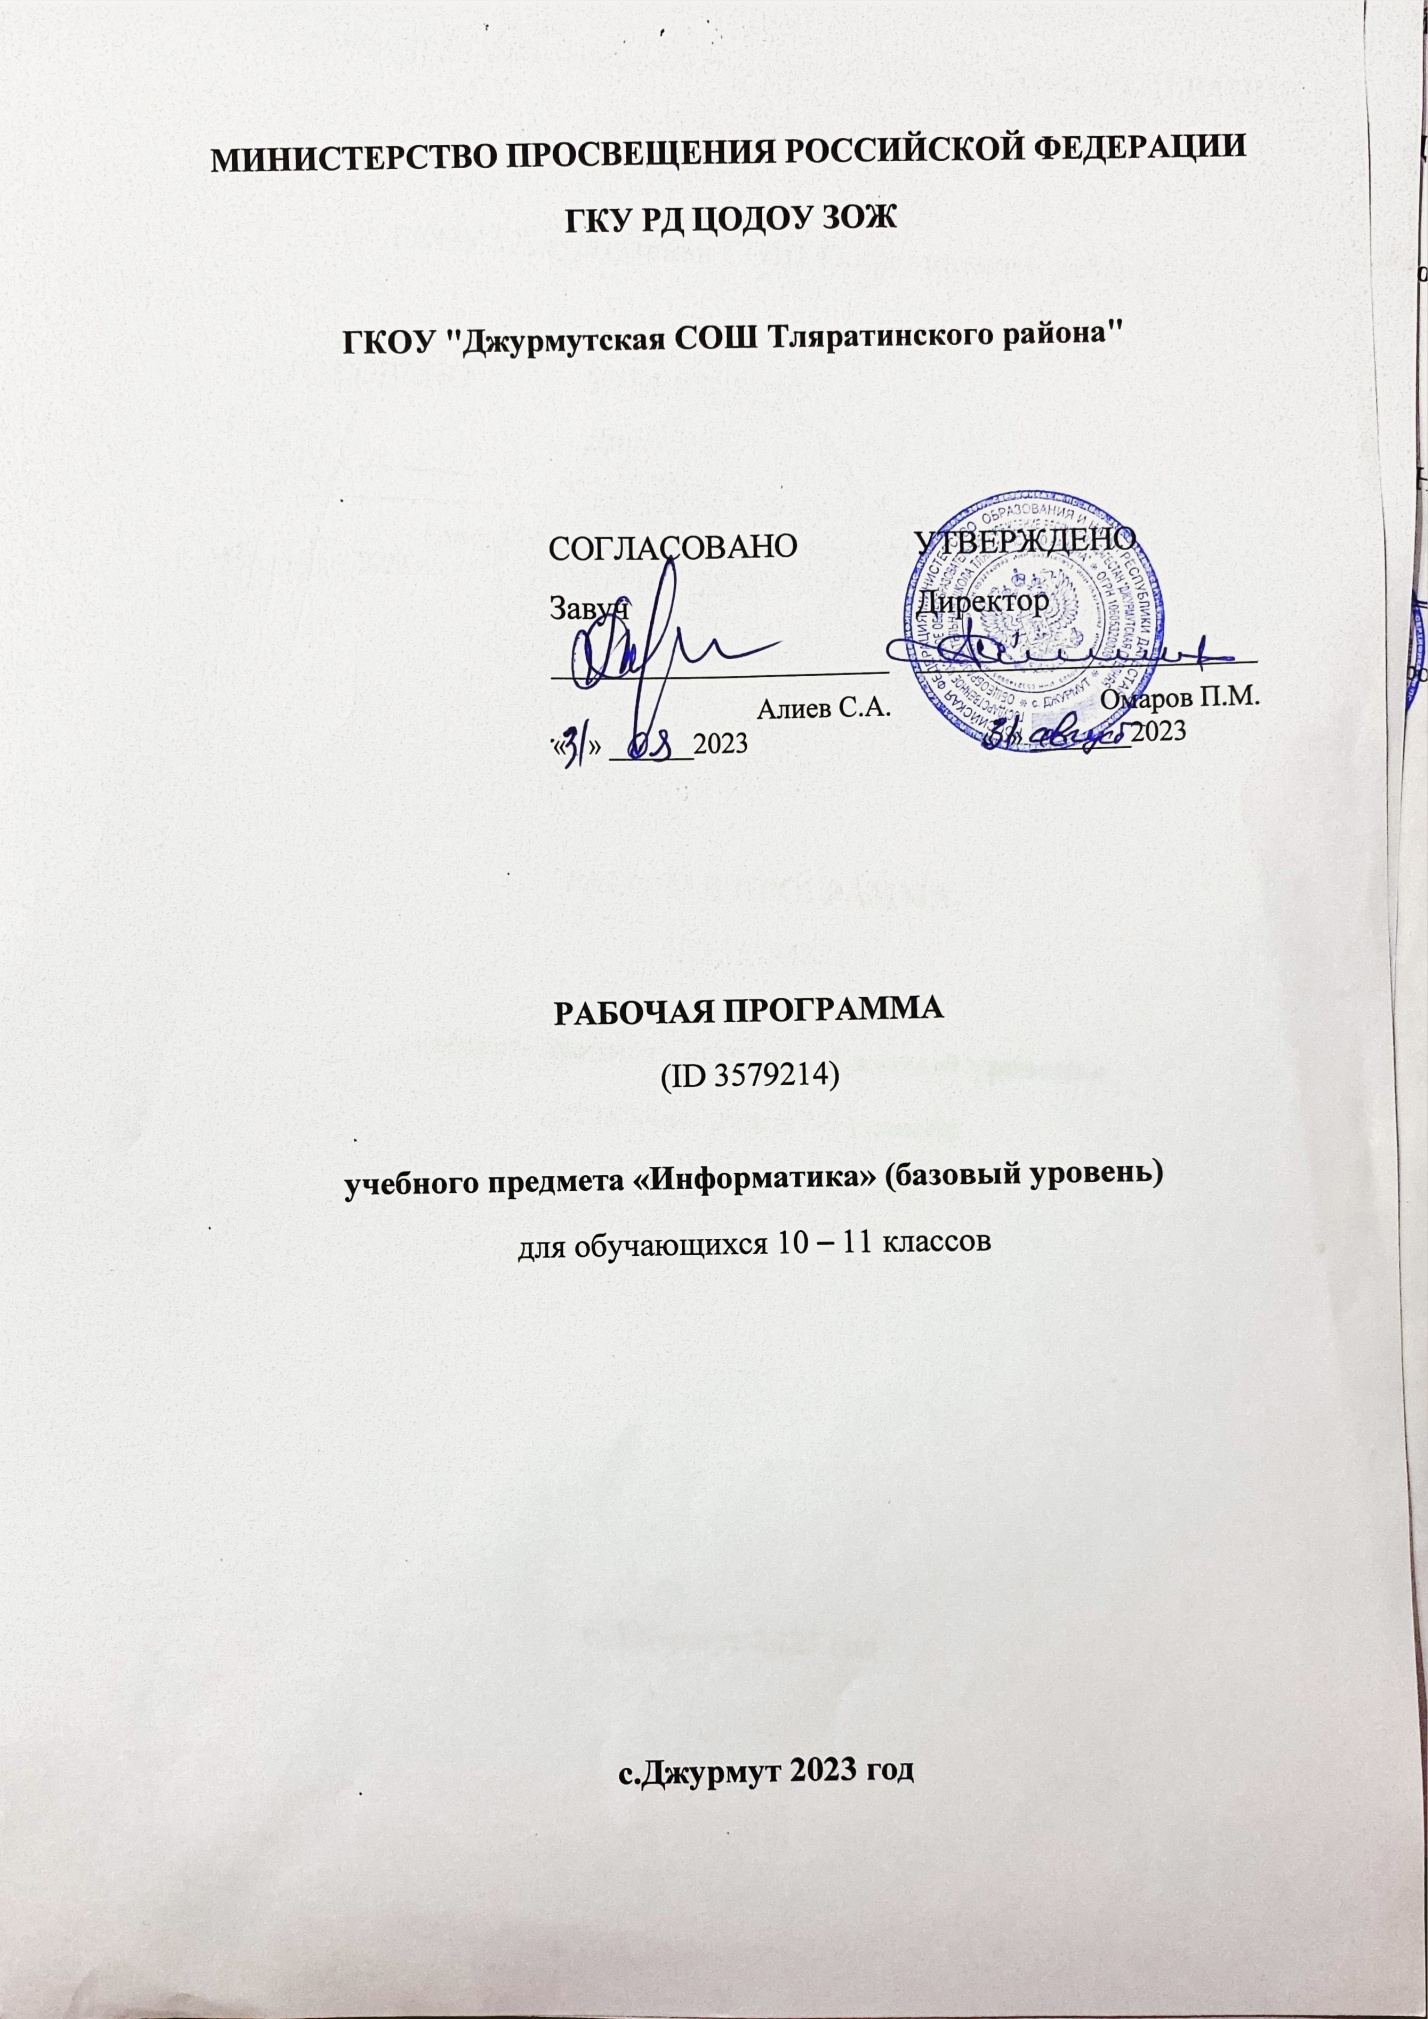 МИНИСТЕРСТВО ПРОСВЕЩЕНИЯ РОССИЙСКОЙ ФЕДЕРАЦИИ
ГКУ РД ЦОДОУ ЗОЖ
ГКОУ "Джурмутская СОШ Тляратинского района"
СОГЛАСОВАНО
Завуч
Алиев С.А.
«31» 08 2023
УТВЕРЖДЕНО
Директор
Омаров П.М.
«31» август 2023
РАБОЧАЯ ПРОГРАММА
(ID 3579214)
учебного предмета «Информатика» (базовый уровень)
для обучающихся 10 – 11 классов
с.Джурмут 2023 год